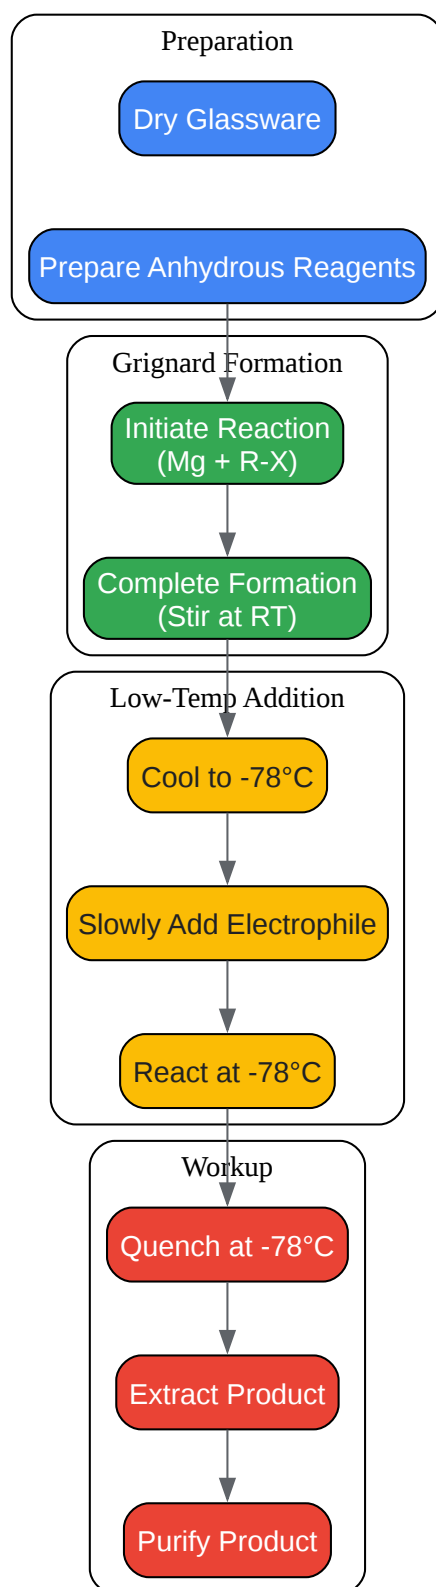 Preparation
Dry Glassware
Prepare Anhydrous Reagents
Grignard Formation
Initiate Reaction
(Mg + R-X)
Complete Formation
(Stir at RT)
Low-Temp Addition
Cool to -78°C
Slowly Add Electrophile
React at -78°C
Workup
Quench at -78°C
Extract Product
Purify Product